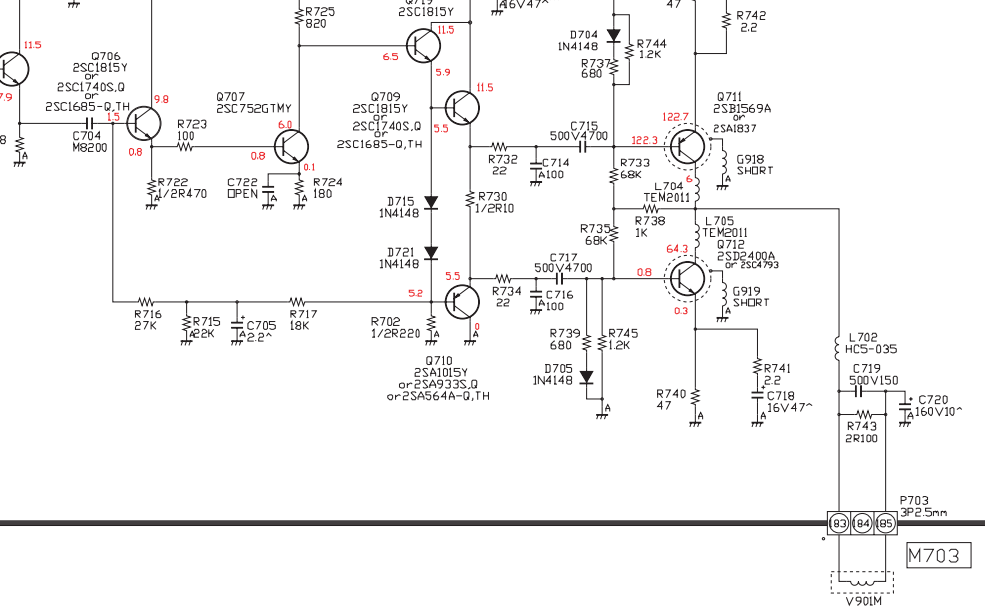 R725
820
Q719
2SC1815Y
16V47^
47
R742
2.2
11.5
11.5
D704
1N4148
R744
1.2K
R737
680
6.5
5.9
Q706
2SC1815Y
or
2SC1740S,Q
or
2SC1685-Q,TH
7.9
9.8
1.5
Q707
2SC752GTMY
Q709
2SC1815Y
or
2SC1740S,Q
or
2SC1685-Q,TH
11.5
5.5
Q711
2SB1569A
or
2SA1837
122.7
8
A
C704
M8200
0.8
R723
100
6.0
0.8
0.1
C715
500V4700
122.3
R732
22
C714
100
A
R733
68K
G918
SHORT
A
6
L704
TEM2011
R722
1/2R470
A
C722
OPEN
A
R724
180
A
D715
1N4148
R730
1/2R10
R738
1K
L705
TEM2011
R735
68K
Q712
2SD2400A
or 2SC4793
64.3
D721
1N4148
C717
500V4700
0.8
5.5
5.2
R734
22
C716
100
A
G919
SHORT
A
0.3
R716
27K
R715
22K
A
C705
2.2^
A
R717
18K
R702
1/2R220
A
0
A
Q710
2SA1015Y
or2SA933S,Q
or2SA564A-Q,TH
R739
680
R745
1.2K
D705
1N4148
A
R740
47
A
R741
2.2
C718
16V47^
A
L702
HC5-035
C719
500V150
C720
160V10^
A
R743
2R100
P703
3P2.5mm
183 184 185
M703
V901M